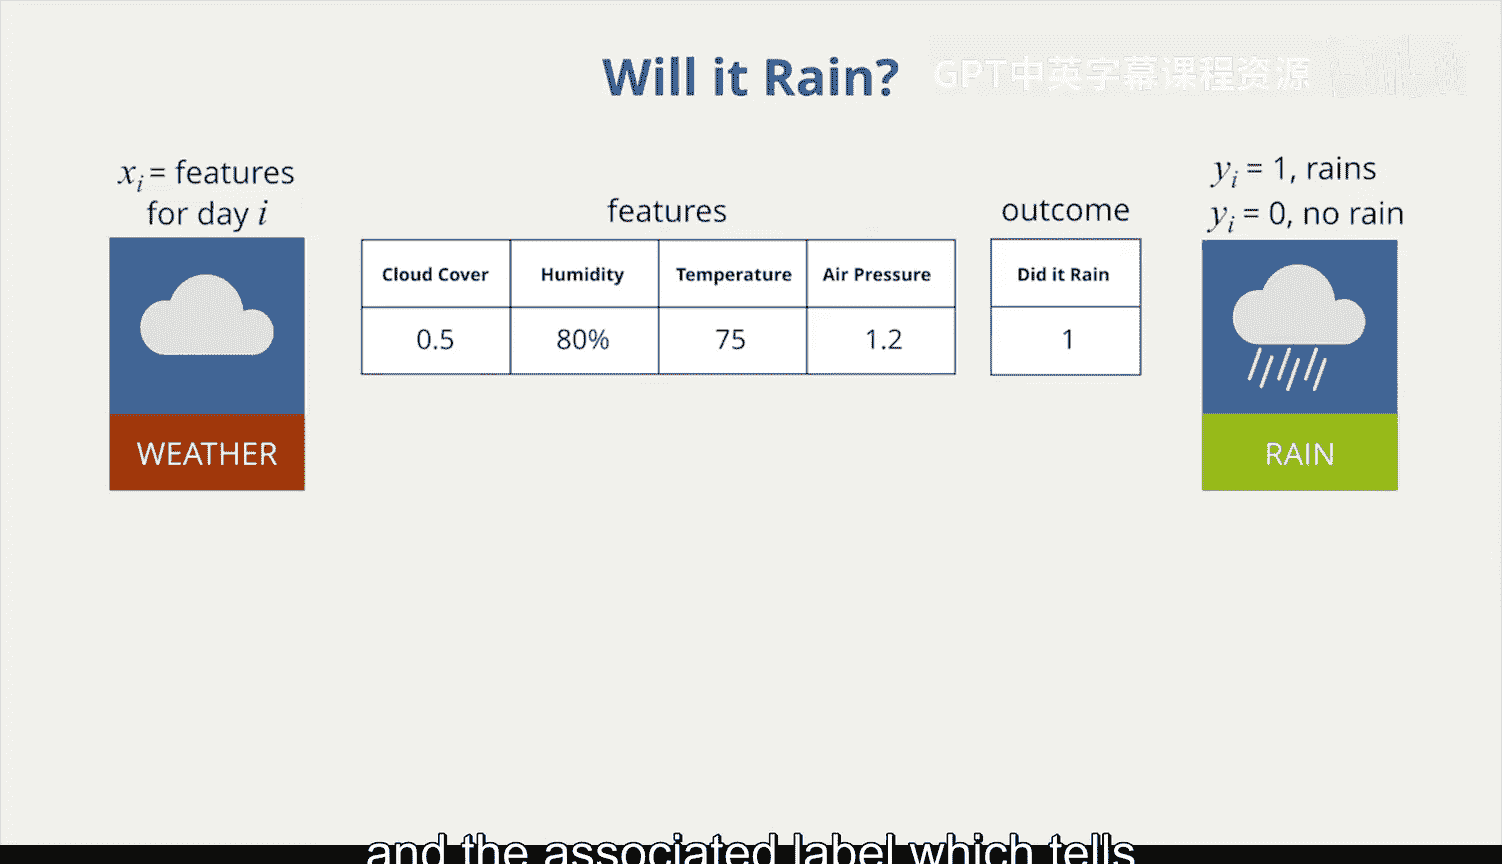 Will it Rain?
GPT中英字幕课程资源
xᵢ = features
for day i
features
outcome
yᵢ = 1, rains
yᵢ = 0, no rain
Cloud Cover Humidity Temperature Air Pressure Did it Rain
0.5 80% 75 1.2 1
WEATHER
RAIN
and the associated label which tells